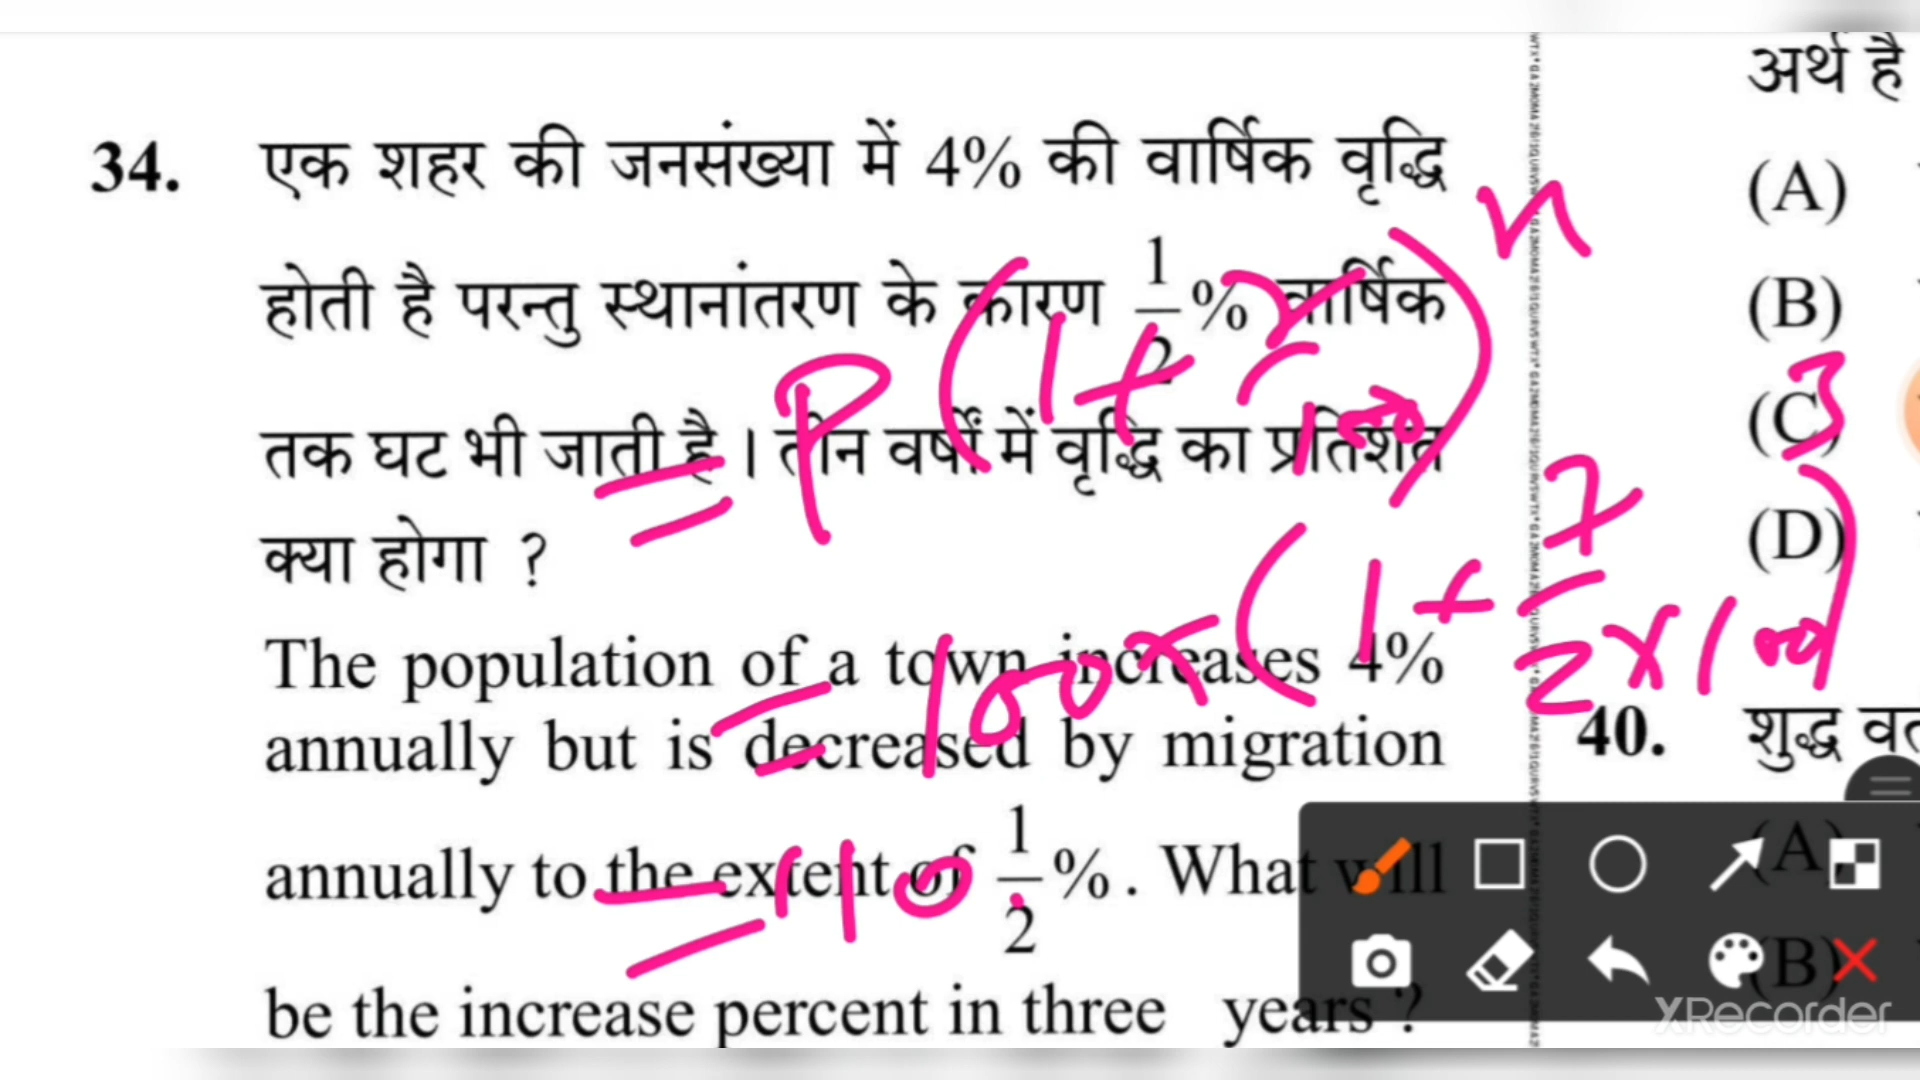 34. एक शहर की जनसंख्या में 4% की वार्षिक वृद्धि
होती है परन्तु स्थानांतरण के कारण 1/2% वार्षिक
तक घट भी जाती है । तीन वर्षों में वृद्धि का प्रतिशत
क्या होगा ?
The population of a town increases 4%
annually but is decreased by migration
annually to the extent of 1/2%. What will
be the increase percent in three years ?
= P(1+r/100)^n
= 100×(1+7/2×100)^3
= 110.
अर्थ है
(A)
(B)
(C)
(D)
40. शुद्ध
(A)
(B)
XRecorder